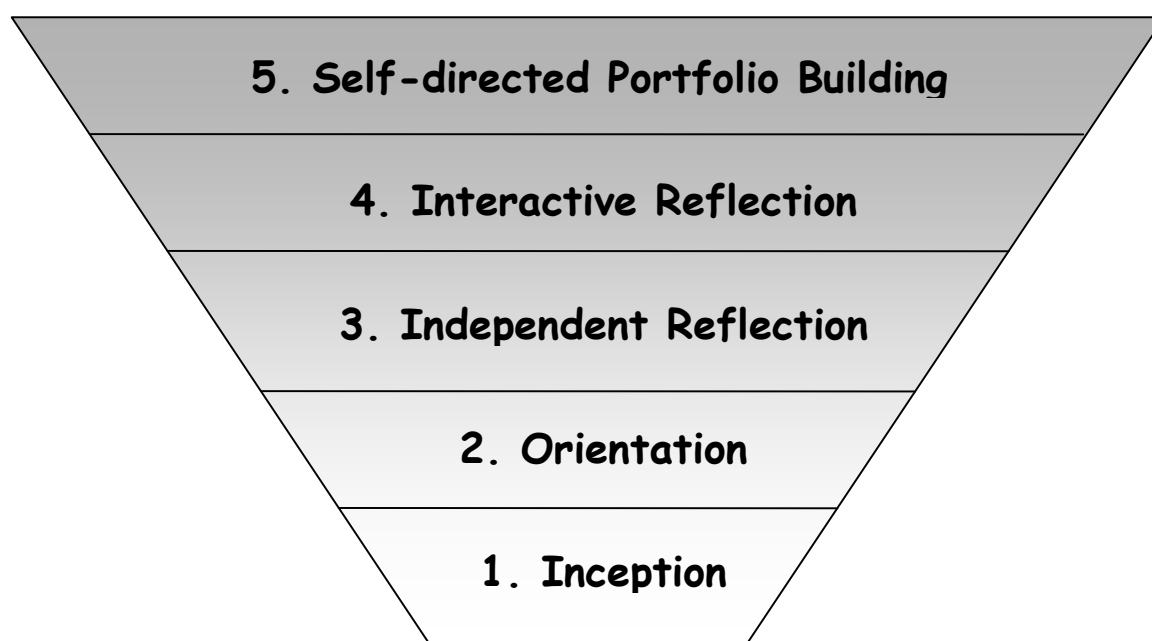 5. Self-directed Portfolio Building
4. Interactive Reflection
3. Independent Reflection
2. Orientation
1. Inception